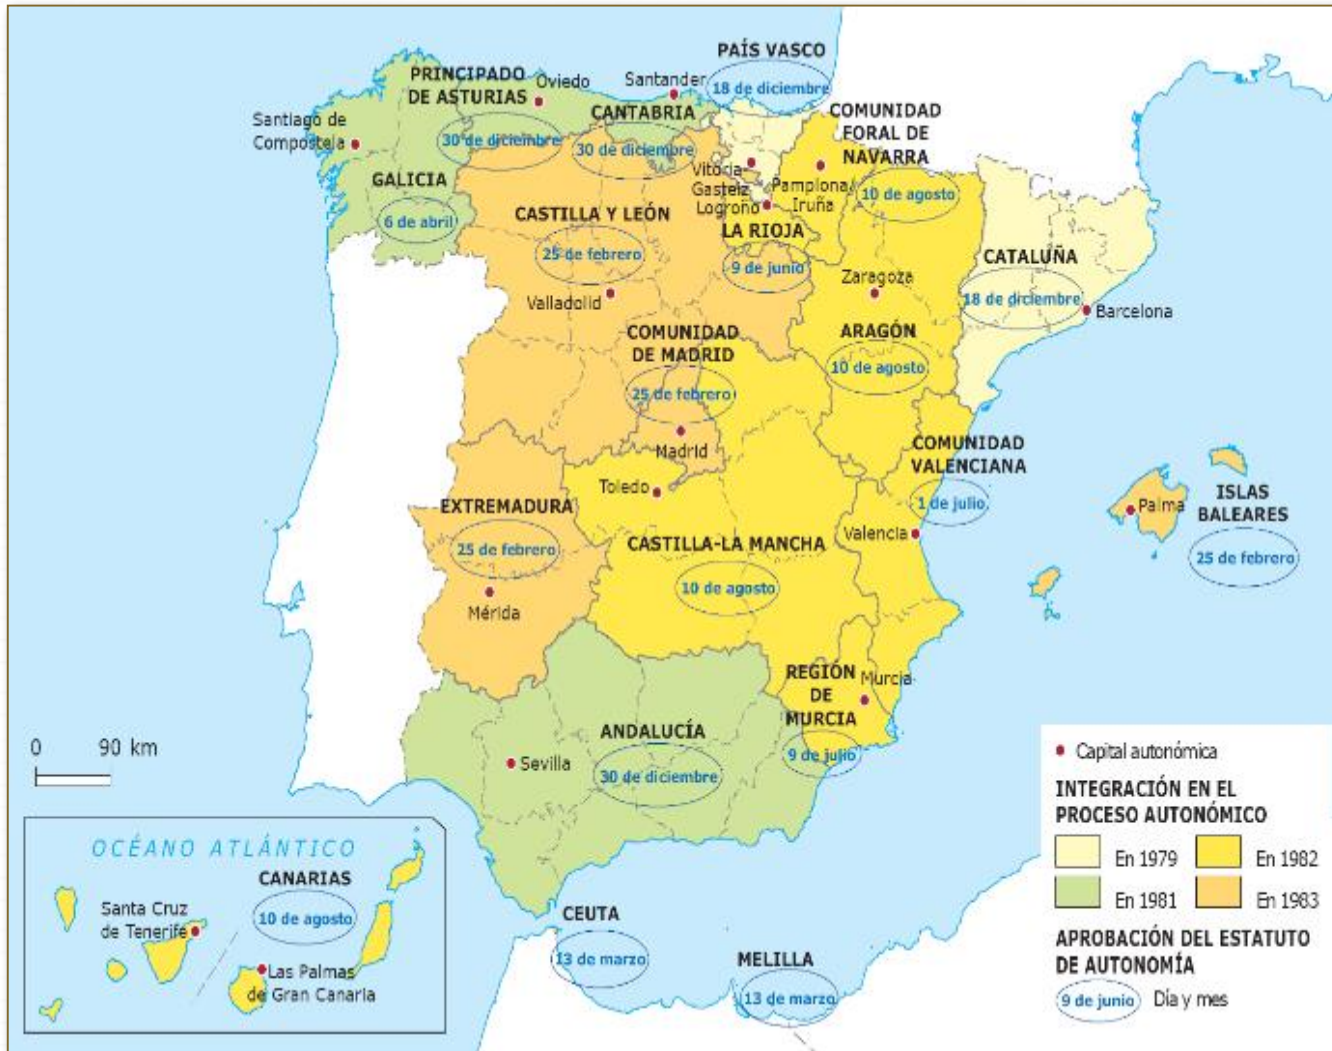 PAÍS VASCO
18 de diciembre
PRINCIPADO
DE ASTURIAS
Oviedo
30 de diciembre
Santander
CANTABRIA
30 de diciembre
COMUNIDAD
FORAL DE
NAVARRA
10 de agosto
Santiago de
Compostela
GALICIA
6 de abril
Vitoria-
Gasteiz
Logroño
Pamplona/
Iruña
CASTILLA Y LEÓN
25 de febrero
Valladolid
LA RIOJA
9 de junio
CATALUÑA
18 de diciembre
Barcelona
Zaragoza
ARAGÓN
10 de agosto
COMUNIDAD
DE MADRID
25 de febrero
Madrid
COMUNIDAD
VALENCIANA
1 de julio
Valencia
EXTREMADURA
25 de febrero
Mérida
Toledo
CASTILLA-LA MANCHA
10 de agosto
Palma
ISLAS
BALEARES
25 de febrero
REGIÓN
DE
MURCIA
Murcia
9 de julio
ANDALUCÍA
30 de diciembre
Sevilla
0 90 km
OCÉANO ATLÁNTICO
CANARIAS
10 de agosto
Santa Cruz
de Tenerife
Las Palmas
de Gran Canaria
CEUTA
13 de marzo
MELILLA
13 de marzo
Capital autonómica
INTEGRACIÓN EN EL
PROCESO AUTONÓMICO
En 1979 En 1982
En 1981 En 1983
APROBACIÓN DEL ESTATUTO
DE AUTONOMÍA
9 de junio Día y mes